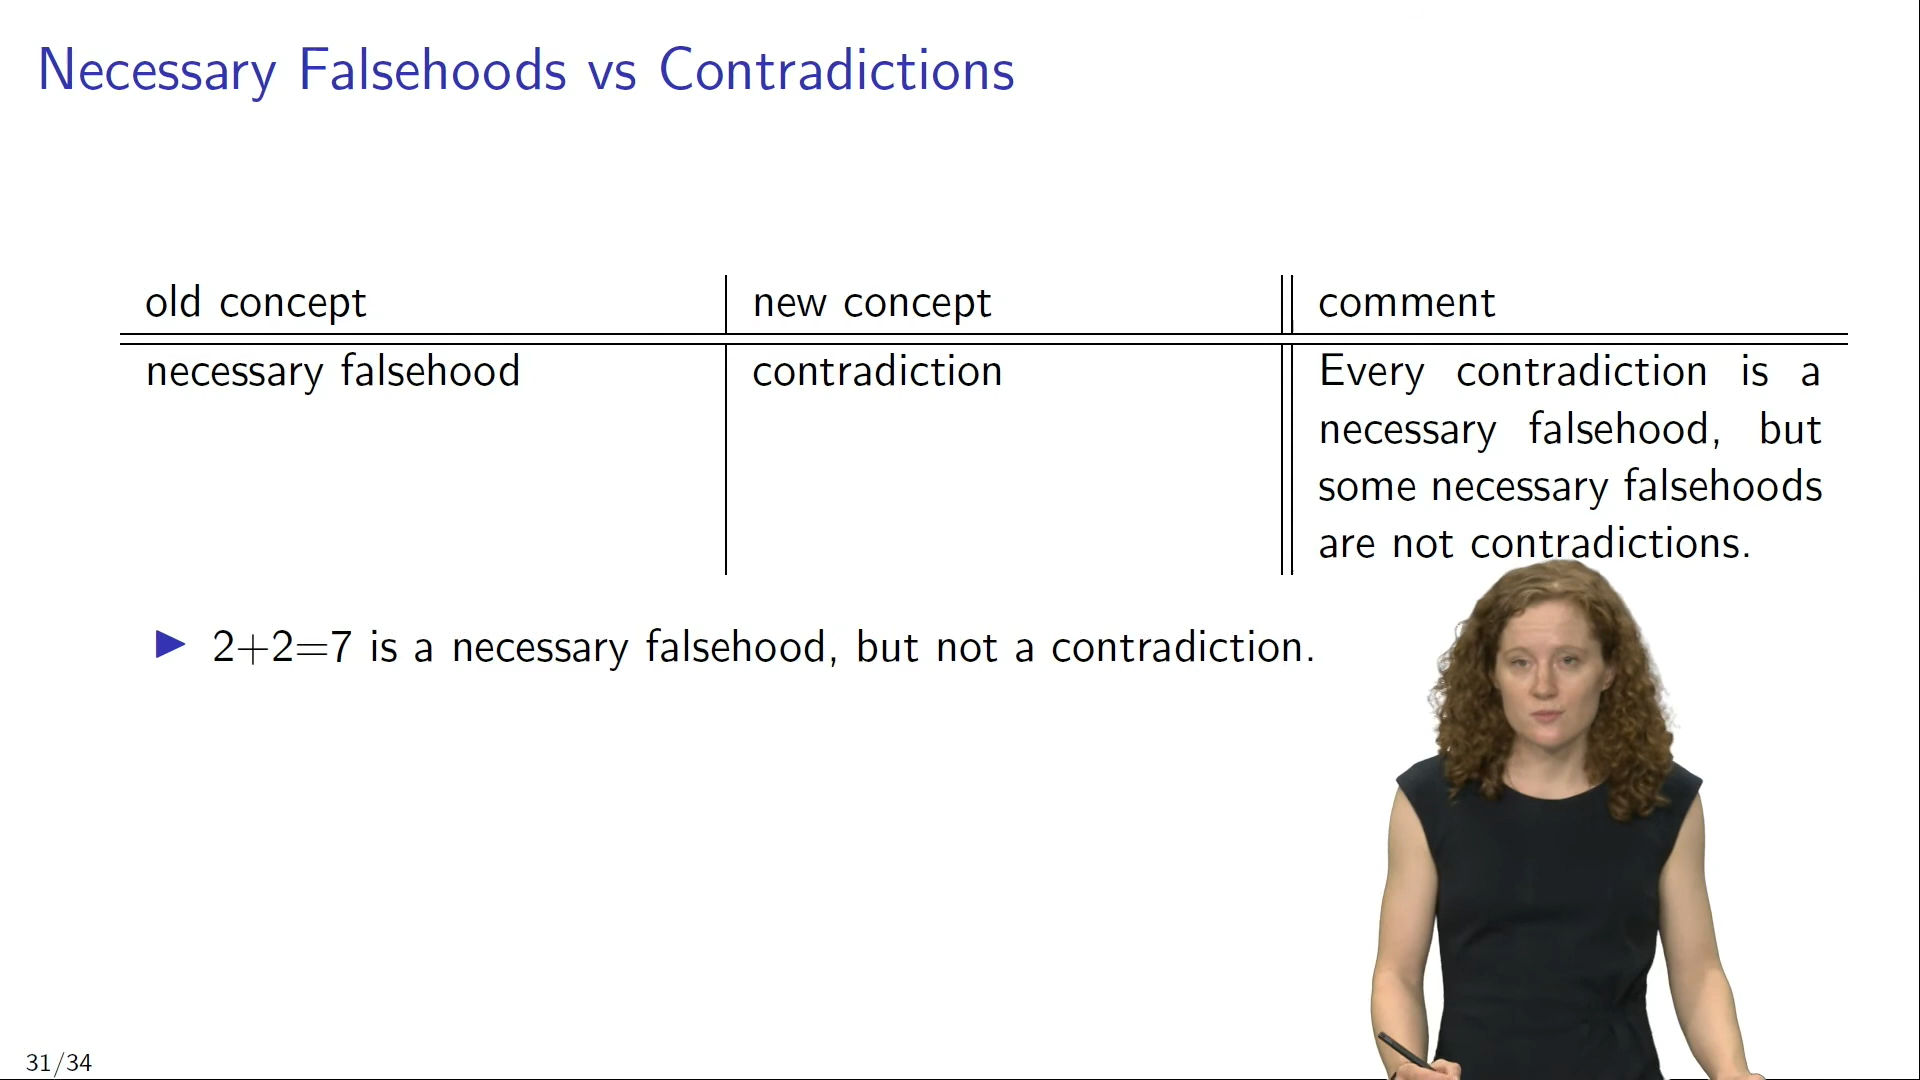 Necessary Falsehoods vs Contradictions
old concept new concept comment
necessary falsehood contradiction Every contradiction is a
necessary falsehood, but
some necessary falsehoods
are not contradictions.
▶ 2+2=7 is a necessary falsehood, but not a contradiction.
31/34